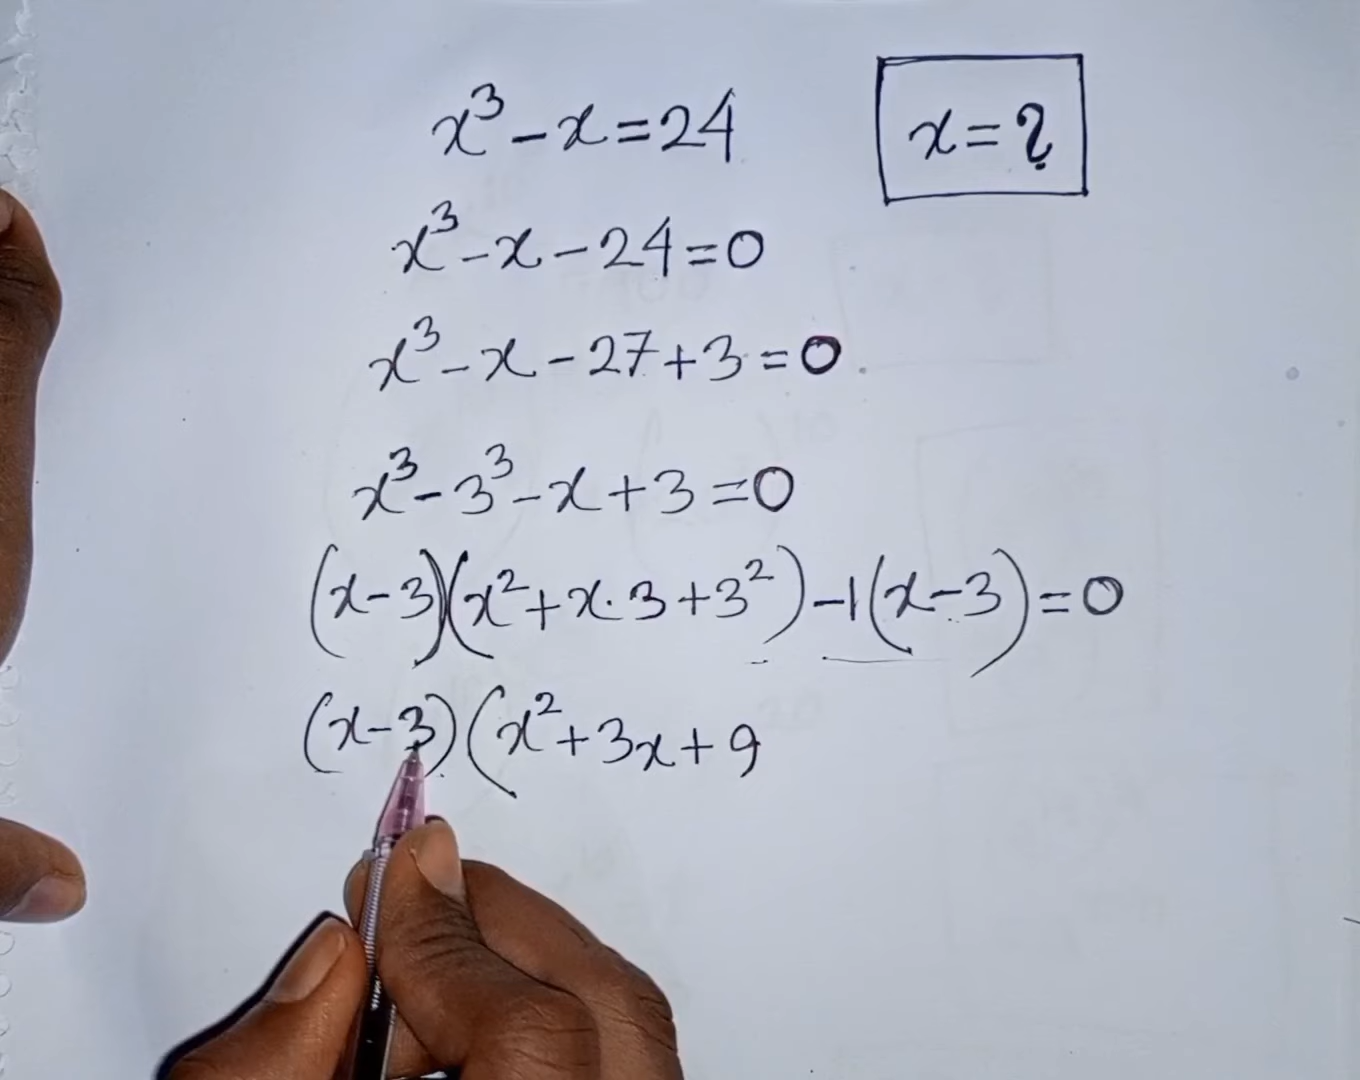 x³ - x = 24
x = ?
x³ - x - 24 = 0
x³ - x - 27 + 3 = 0
x³ - 3³ - x + 3 = 0
(x - 3)(x² + x·3 + 3²) - 1(x - 3) = 0
(x - 3)(x² + 3x + 9